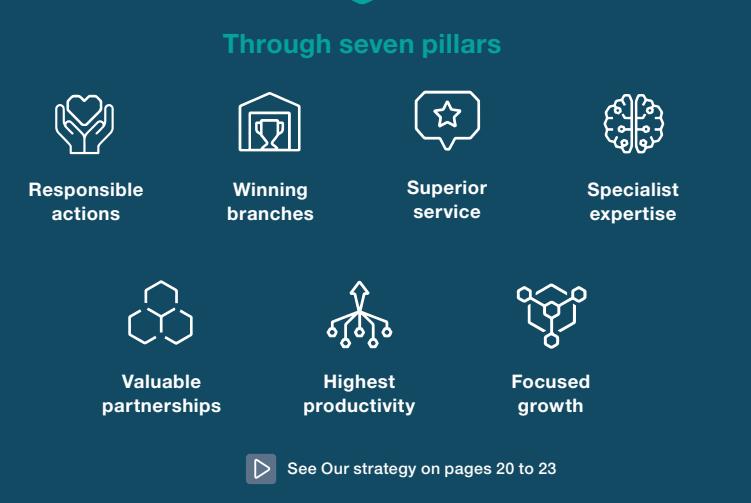 Through seven pillars
Responsible
actions
Winning
branches
Superior
service
Specialist
expertise
Valuable
partnerships
Highest
productivity
Focused
growth
See Our strategy on pages 20 to 23